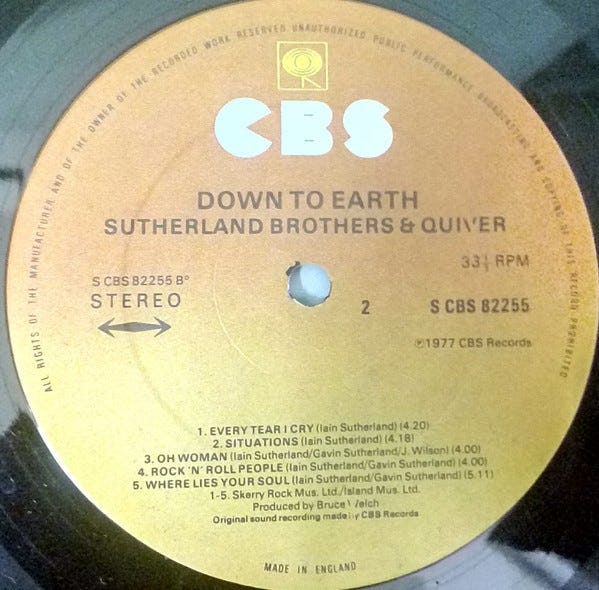 ALL RIGHTS OF THE MANUFACTURER AND OF THE OWNER OF THE RECORDED WORK RESERVED UNAUTHORIZED PUBLIC PERFORMANCE BROADCASTING AND COPYING OF THIS RECORD PROHIBITED
CBS
DOWN TO EARTH
SUTHERLAND BROTHERS & QUIVER
33⅓ RPM
S CBS 82255 B°
STEREO
2
S CBS 82255
℗1977 CBS Records
1. EVERY TEAR I CRY (Iain Sutherland) (4.20)
2. SITUATIONS (Iain Sutherland) (4.18)
3. OH WOMAN (Iain Sutherland/Gavin Sutherland/J. Wilson) (4.00)
4. ROCK 'N' ROLL PEOPLE (Iain Sutherland/Gavin Sutherland) (4.00)
5. WHERE LIES YOUR SOUL (Iain Sutherland/Gavin Sutherland) (5.11)
1-5. Skerry Rock Mus. Ltd./Island Mus. Ltd.
Produced by Bruce Welch
Original sound recording made by CBS Records
MADE IN ENGLAND